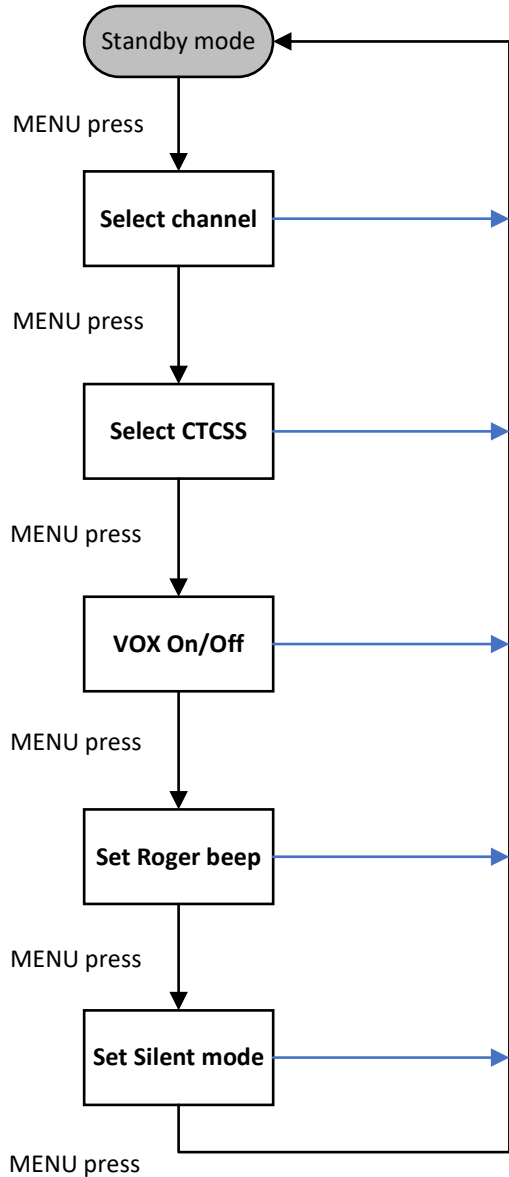 Standby mode
MENU press
Select channel
MENU press
Select CTCSS
MENU press
VOX On/Off
MENU press
Set Roger beep
MENU press
Set Silent mode
MENU press